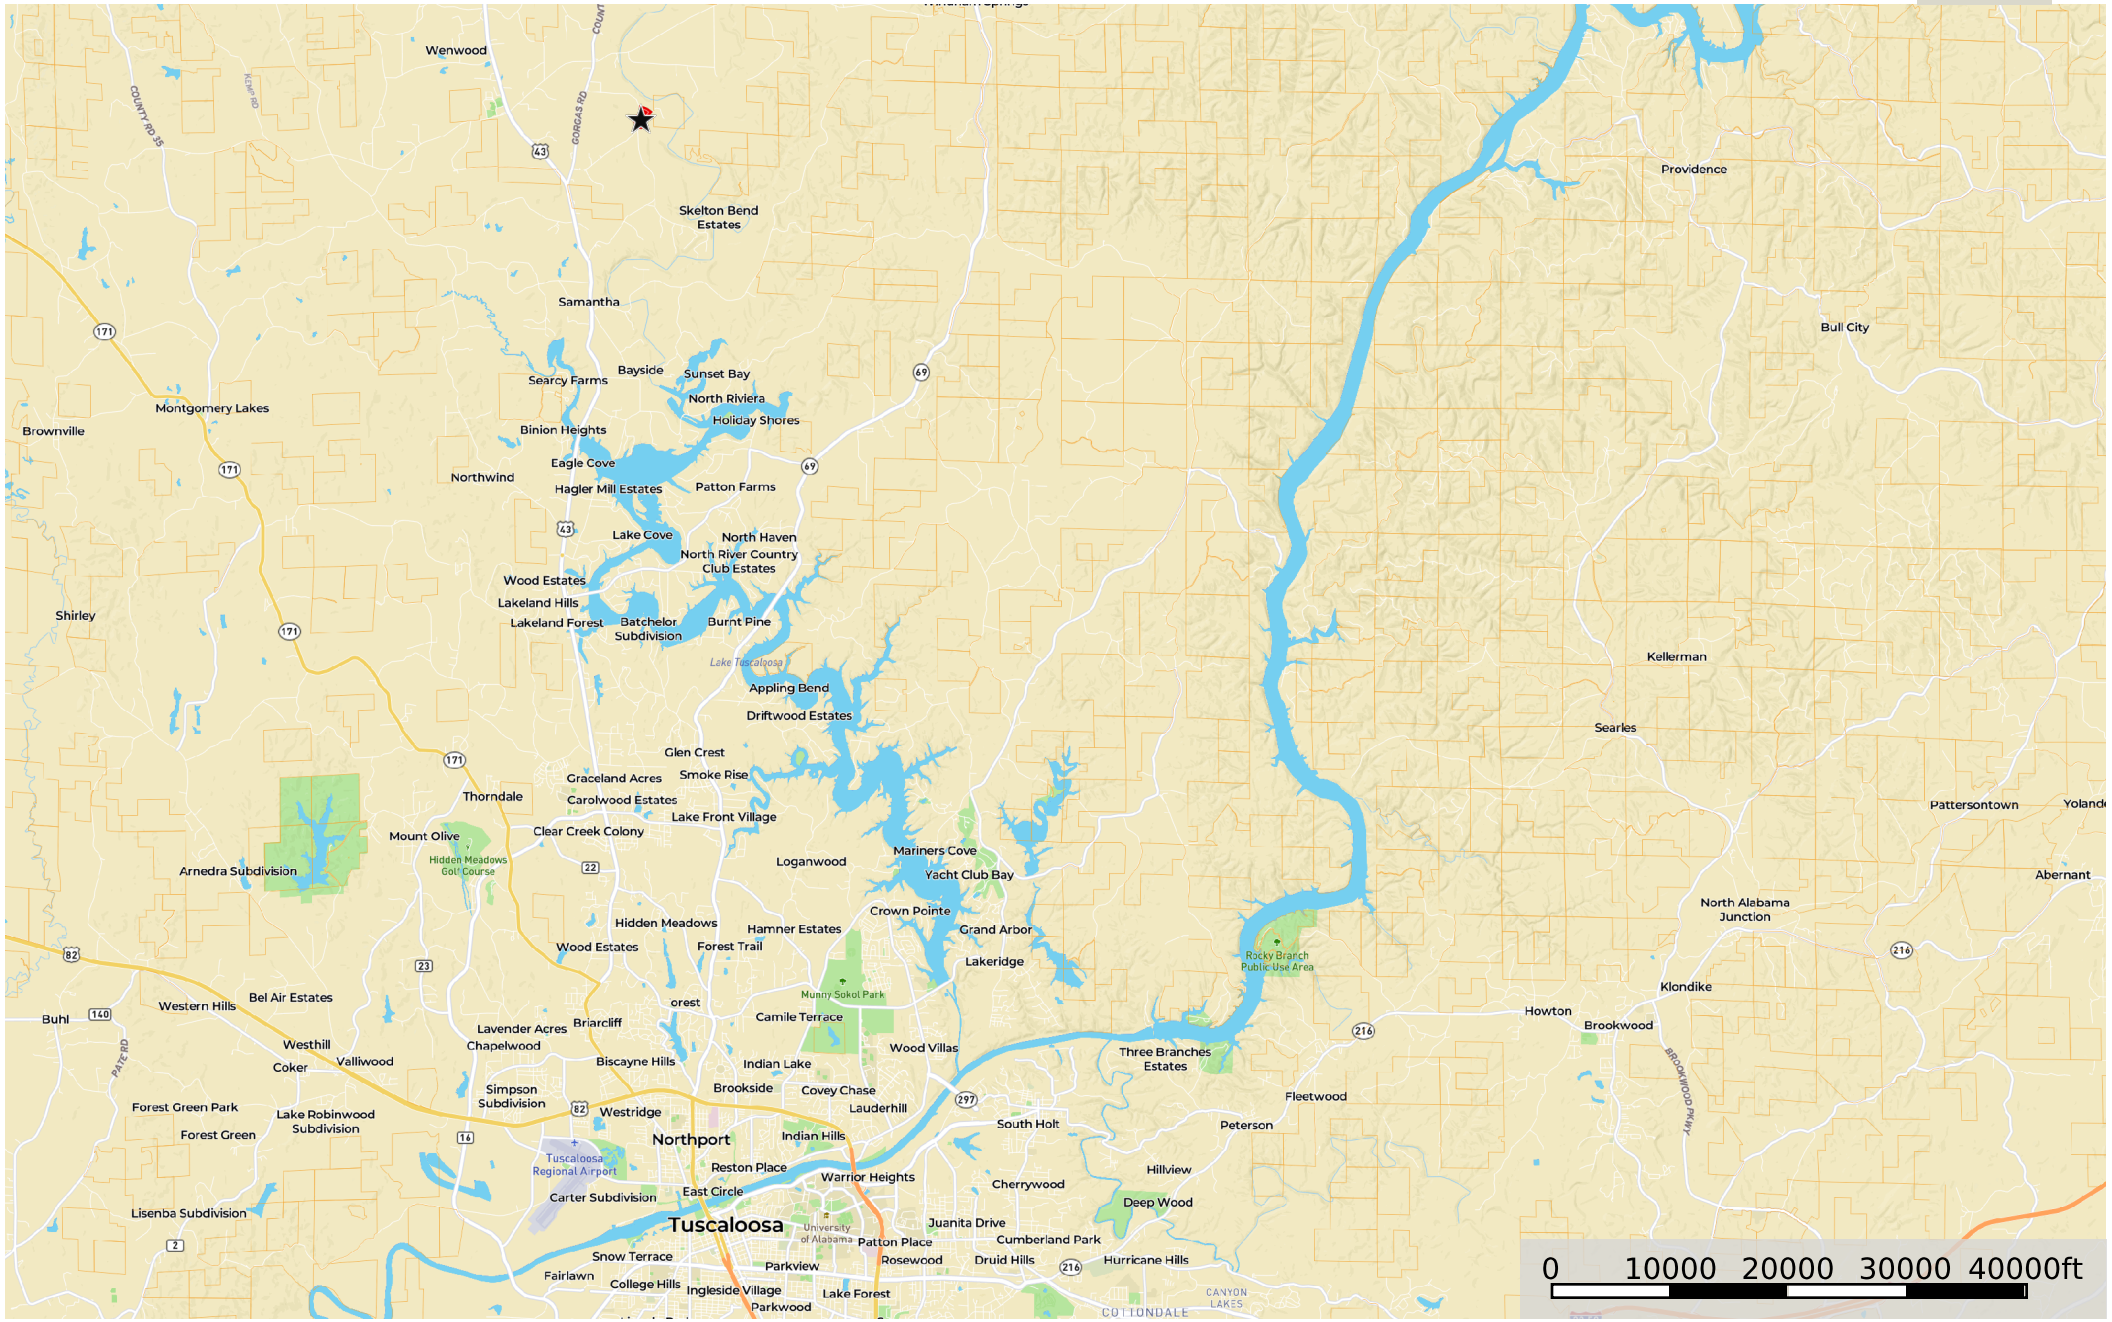 Wenwood
COUNT
KEMP RD
COUNTY RD 35
GORGAS RD
43
Providence
Skelton Bend
Estates
Samantha
171
Bull City
69
Bayside
Sunset Bay
Searcy Farms
North Riviera
Montgomery Lakes
Holiday Shores
Brownville
Binion Heights
Eagle Cove
69
171
Northwind
Hagler Mill Estates
Patton Farms
43
Lake Cove
North Haven
North River Country
Club Estates
Wood Estates
Lakeland Hills
Shirley
Lakeland Forest
Batchelor
Subdivision
Burnt Pine
171
Lake Tuscaloosa
Kellerman
Appling Bend
Driftwood Estates
Searles
Glen Crest
171
Graceland Acres
Smoke Rise
Thorndale
Carolwood Estates
Pattersontown
Yolande
Lake Front Village
Mount Olive
Clear Creek Colony
Hidden Meadows
Golf Course
Mariners Cove
Loganwood
22
Arnedra Subdivision
Yacht Club Bay
Abernant
North Alabama
Junction
Crown Pointe
Hidden Meadows
Hamner Estates
Grand Arbor
Wood Estates
Forest Trail
216
82
Rocky Branch
Public Use Area
23
Lakeridge
Klondike
Munny Sokol Park
Western Hills
Bel Air Estates
orest
Buhl
140
Camile Terrace
Howton
Lavender Acres
Briarcliff
Brookwood
216
Westhill
Chapelwood
Wood Villas
PATE RD
Valliwood
Coker
Biscayne Hills
Indian Lake
Three Branches
Estates
BROOKWOOD PKWY
Simpson
Subdivision
Brookside
Covey Chase
Fleetwood
297
Forest Green Park
Lake Robinwood
Subdivision
82
Westridge
Lauderhill
South Holt
Peterson
Forest Green
16
Northport
Indian Hills
Tuscaloosa
Regional Airport
Reston Place
Hillview
Warrior Heights
Cherrywood
Carter Subdivision
East Circle
Deep Wood
Lisenba Subdivision
Tuscaloosa
University
of Alabama
Juanita Drive
2
Patton Place
Cumberland Park
Snow Terrace
Rosewood
Druid Hills
Hurricane Hills
216
Parkview
Fairlawn
College Hills
Ingleside Village
Lake Forest
CANYON
LAKES
Parkwood
COTTONDALE
0 10000 20000 30000 40000ft